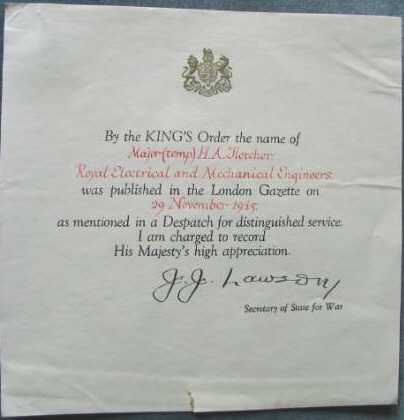 By the KING'S Order the name of
Major (temp) H. A. Fletcher,
Royal Electrical and Mechanical Engineers,
was published in the London Gazette on
29 November 1945,
as mentioned in a Despatch for distinguished service.
I am charged to record
His Majesty's high appreciation.
J. J. Lawson
Secretary of State for War